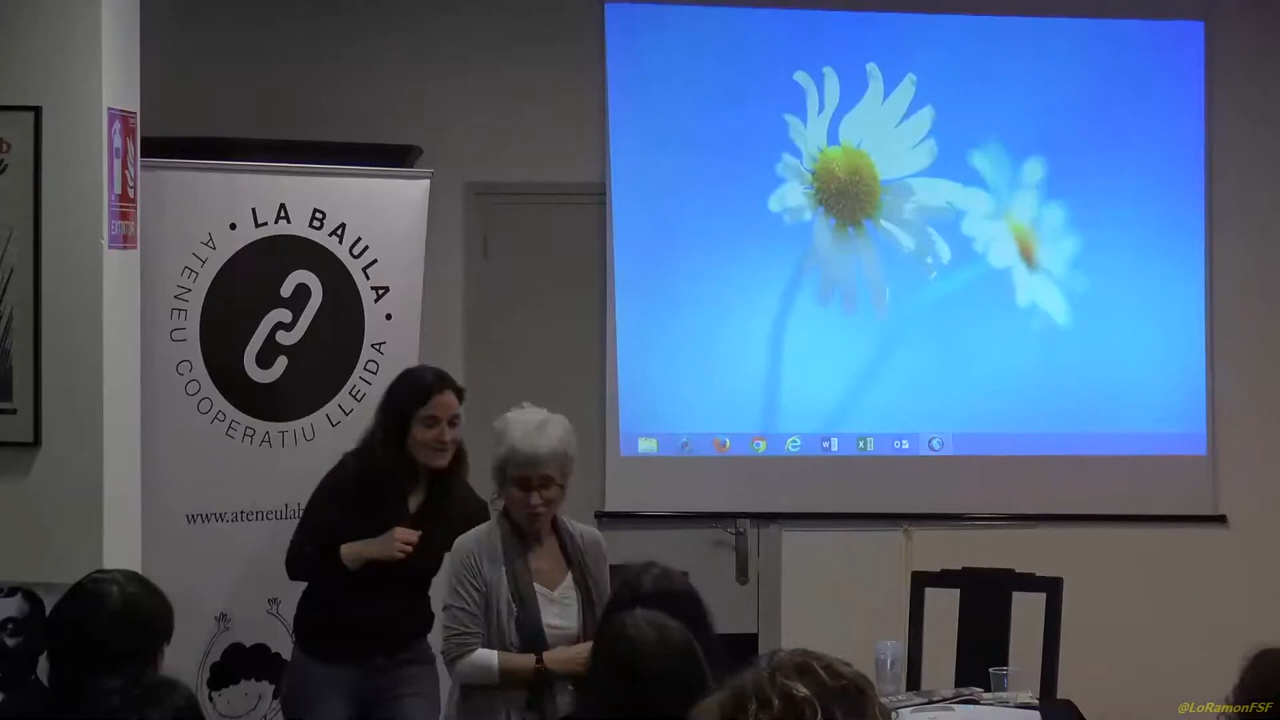 EXTINTOR
• LA BAULA •
ATENEU COOPERATIU LLEIDA
www.ateneulab
@LoRamonFSF